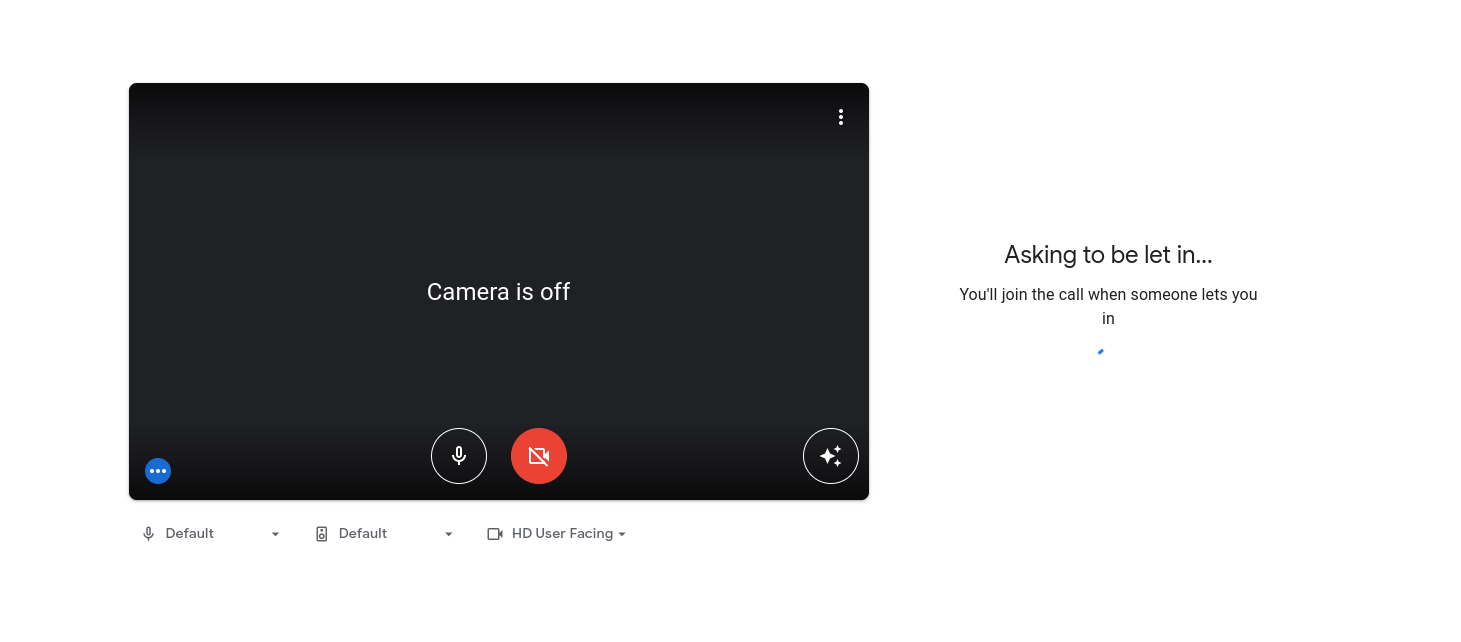 Camera is off
Asking to be let in...
You'll join the call when someone lets you
in
Default
Default
HD User Facing